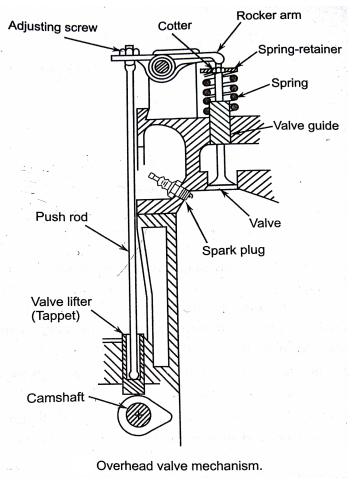 Adjusting screw
Cotter
Rocker arm
Spring-retainer
Spring
Valve guide
Push rod
Valve
Spark plug
Valve lifter
(Tappet)
Camshaft
Overhead valve mechanism.